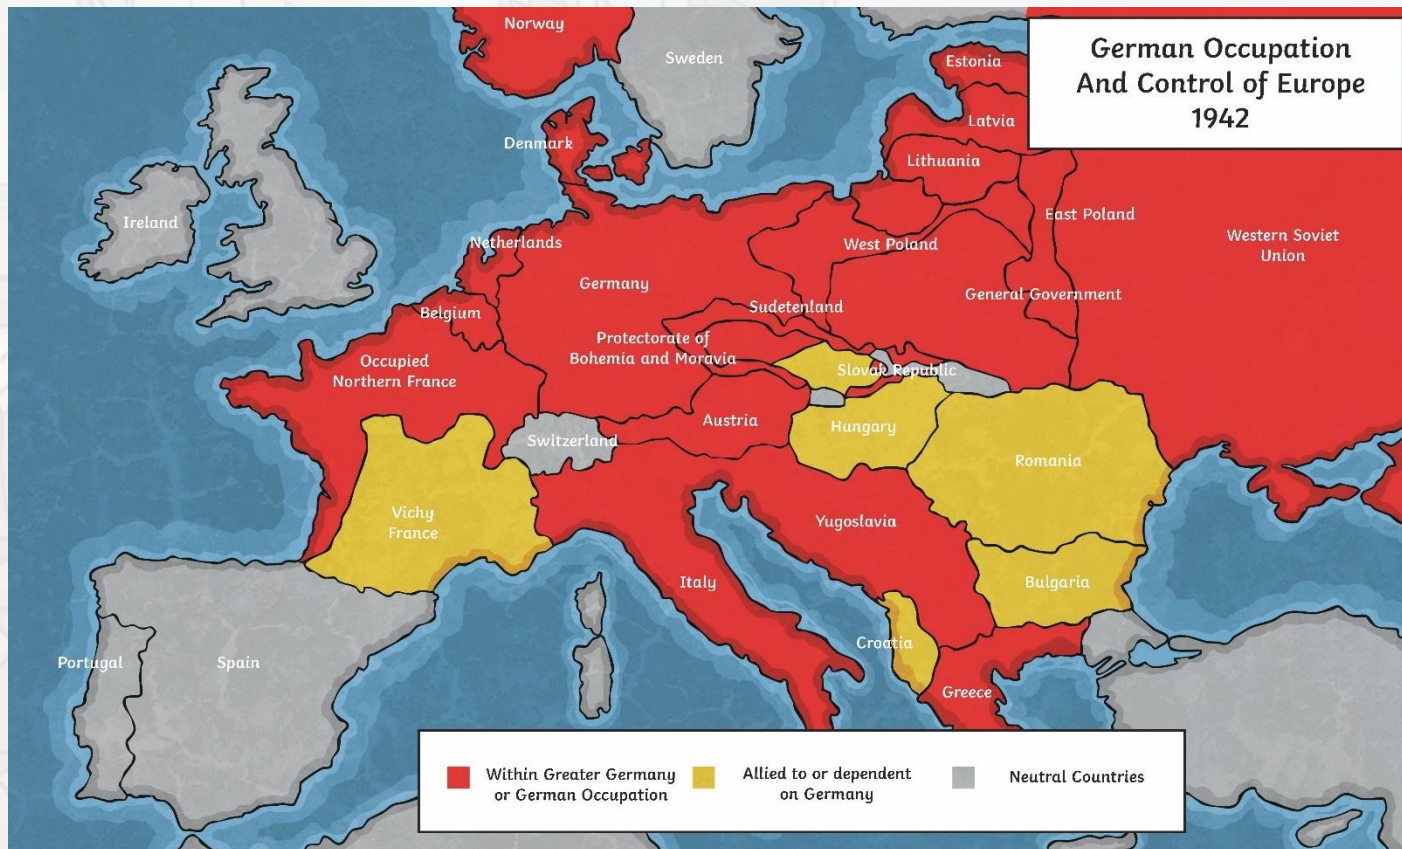 Norway
Sweden
German Occupation
And Control of Europe
1942
Estonia
Latvia
Denmark
Lithuania
Ireland
East Poland
Netherlands
West Poland
Western Soviet
Union
Germany
General Government
Sudetenland
Belgium
Protectorate of
Bohemia and Moravia
Occupied
Northern France
Slovak Republic
Austria
Hungary
Switzerland
Romania
Vichy
France
Yugoslavia
Italy
Bulgaria
Croatia
Portugal
Spain
Greece
Within Greater Germany
or German Occupation
Allied to or dependent
on Germany
Neutral Countries